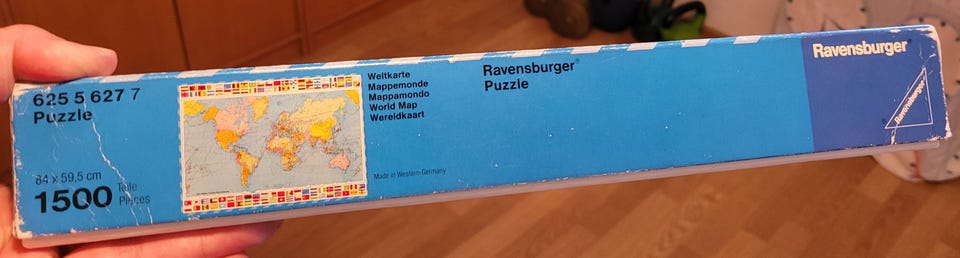 625 5 627 7
Puzzle
84 x 59,5 cm
1500 Teile
Pieces
Weltkarte
Mappemonde
Mappamondo
World Map
Wereldkaart
Made in Western-Germany
Ravensburger®
Puzzle
Ravensburger
Ravensburger